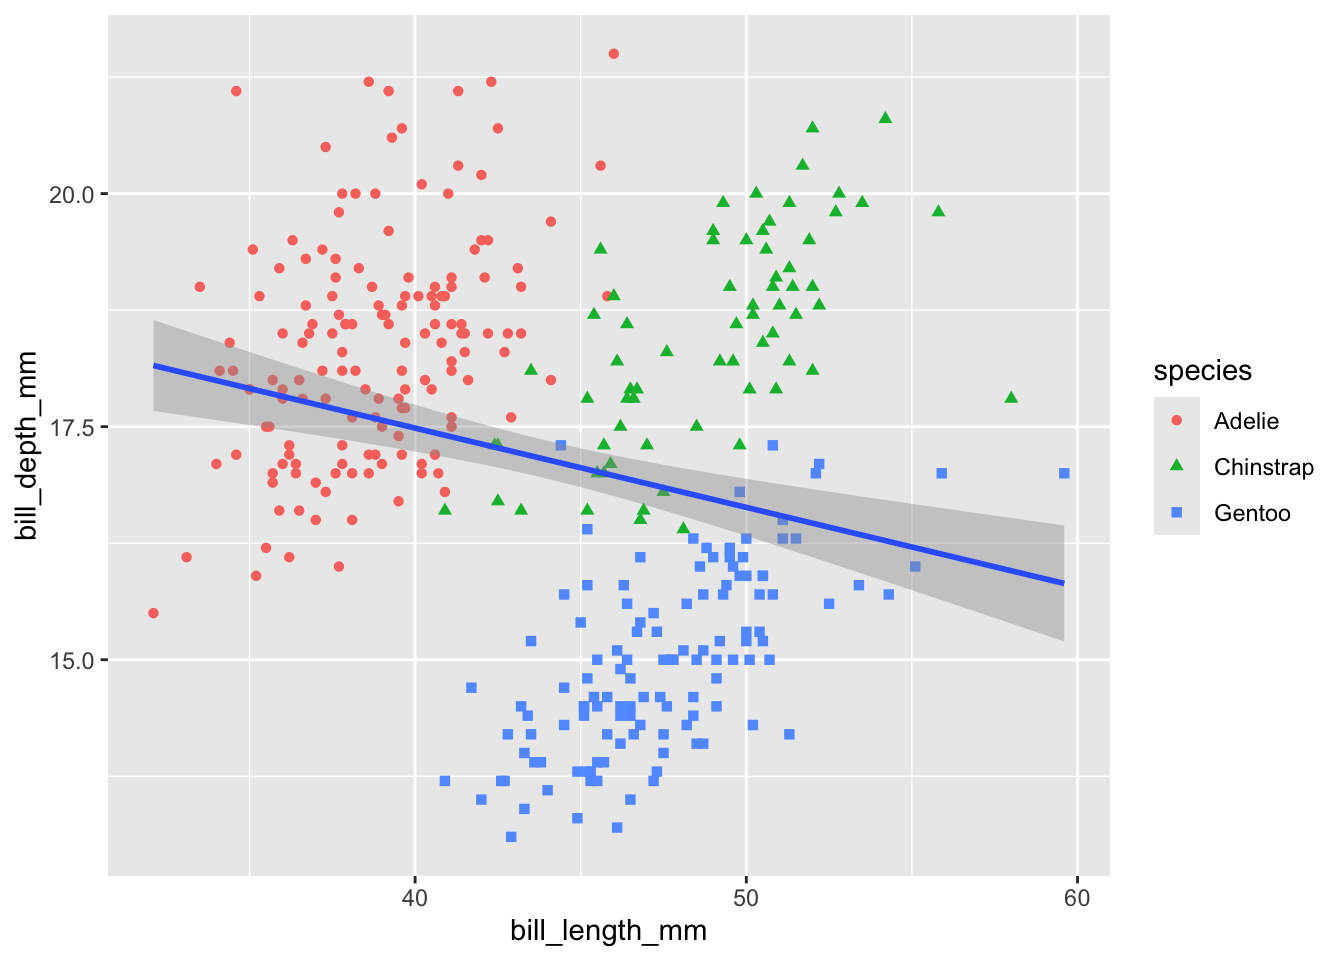 bill_depth_mm
20.0
17.5
15.0
40
50
60
bill_length_mm
species
Adelie
Chinstrap
Gentoo